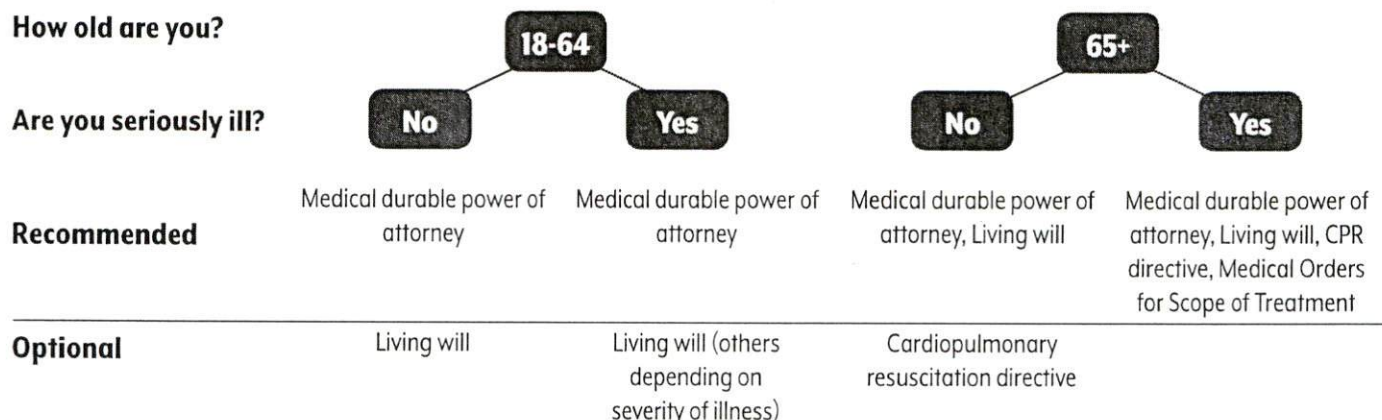 How old are you?
18-64
65+
Are you seriously ill?
No
Yes
No
Yes
Recommended
Medical durable power of
attorney
Medical durable power of
attorney
Medical durable power of
attorney, Living will
Medical durable power of
attorney, Living will, CPR
directive, Medical Orders
for Scope of Treatment
Optional
Living will
Living will (others
depending on
severity of illness)
Cardiopulmonary
resuscitation directive